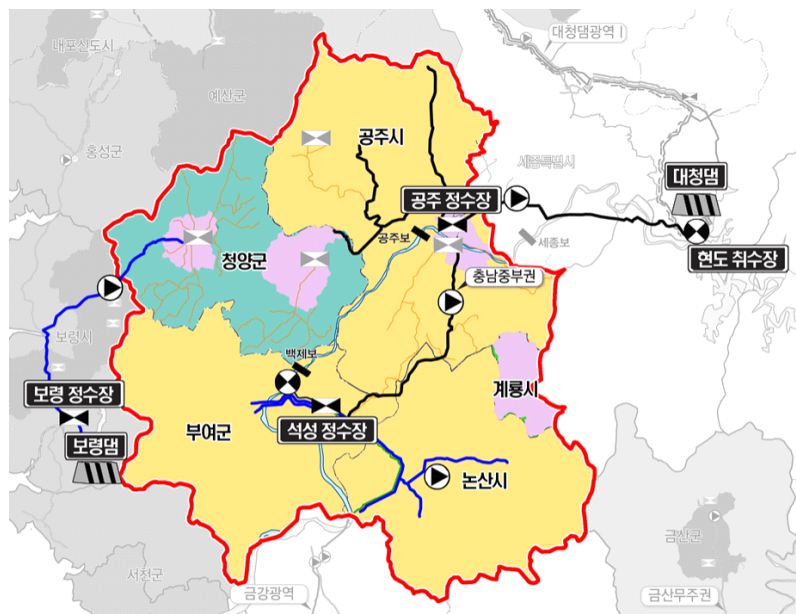 대청댐광역 I
내포신도시
예산군
공주시
홍성군
세종특별시
대청댐
공주 정수장
공주보
세종보
현도 취수장
청양군
충남중부권
보령시
백제보
계룡시
보령 정수장
부여군
석성 정수장
보령댐
논산시
금산군
서천군
금강광역
금산무주권